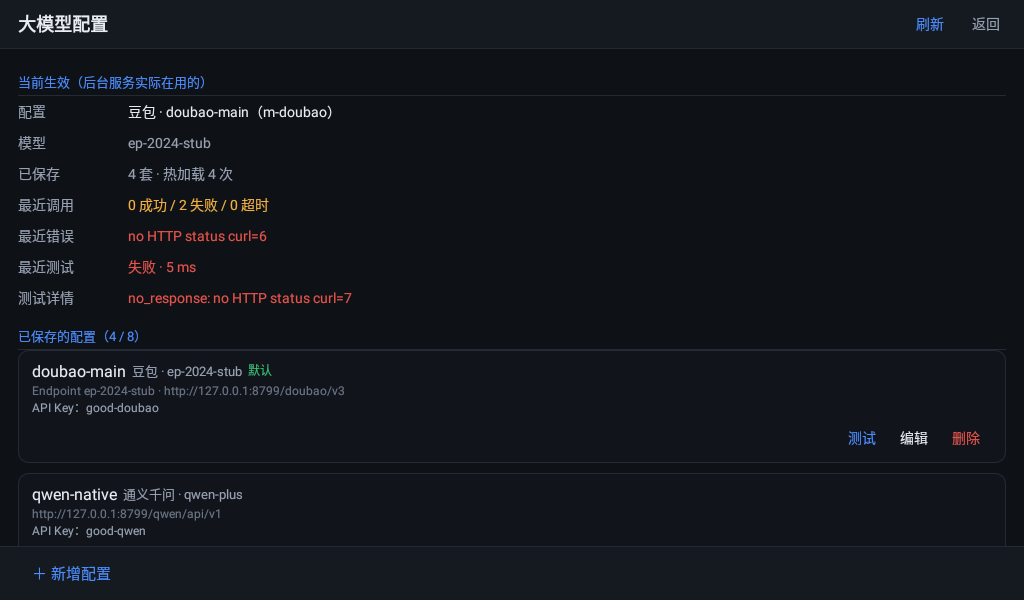 大模型配置
刷新 返回
当前生效（后台服务实际在用的）
配置 豆包 · doubao-main（m-doubao）
模型 ep-2024-stub
已保存 4 套 · 热加载 4 次
最近调用 0 成功 / 2 失败 / 0 超时
最近错误 no HTTP status curl=6
最近测试 失败 · 5 ms
测试详情 no_response: no HTTP status curl=7
已保存的配置（4 / 8）
doubao-main 豆包 · ep-2024-stub 默认
Endpoint ep-2024-stub · http://127.0.0.1:8799/doubao/v3
API Key：good-doubao
测试 编辑 删除
qwen-native 通义千问 · qwen-plus
http://127.0.0.1:8799/qwen/api/v1
API Key：good-qwen
＋ 新增配置